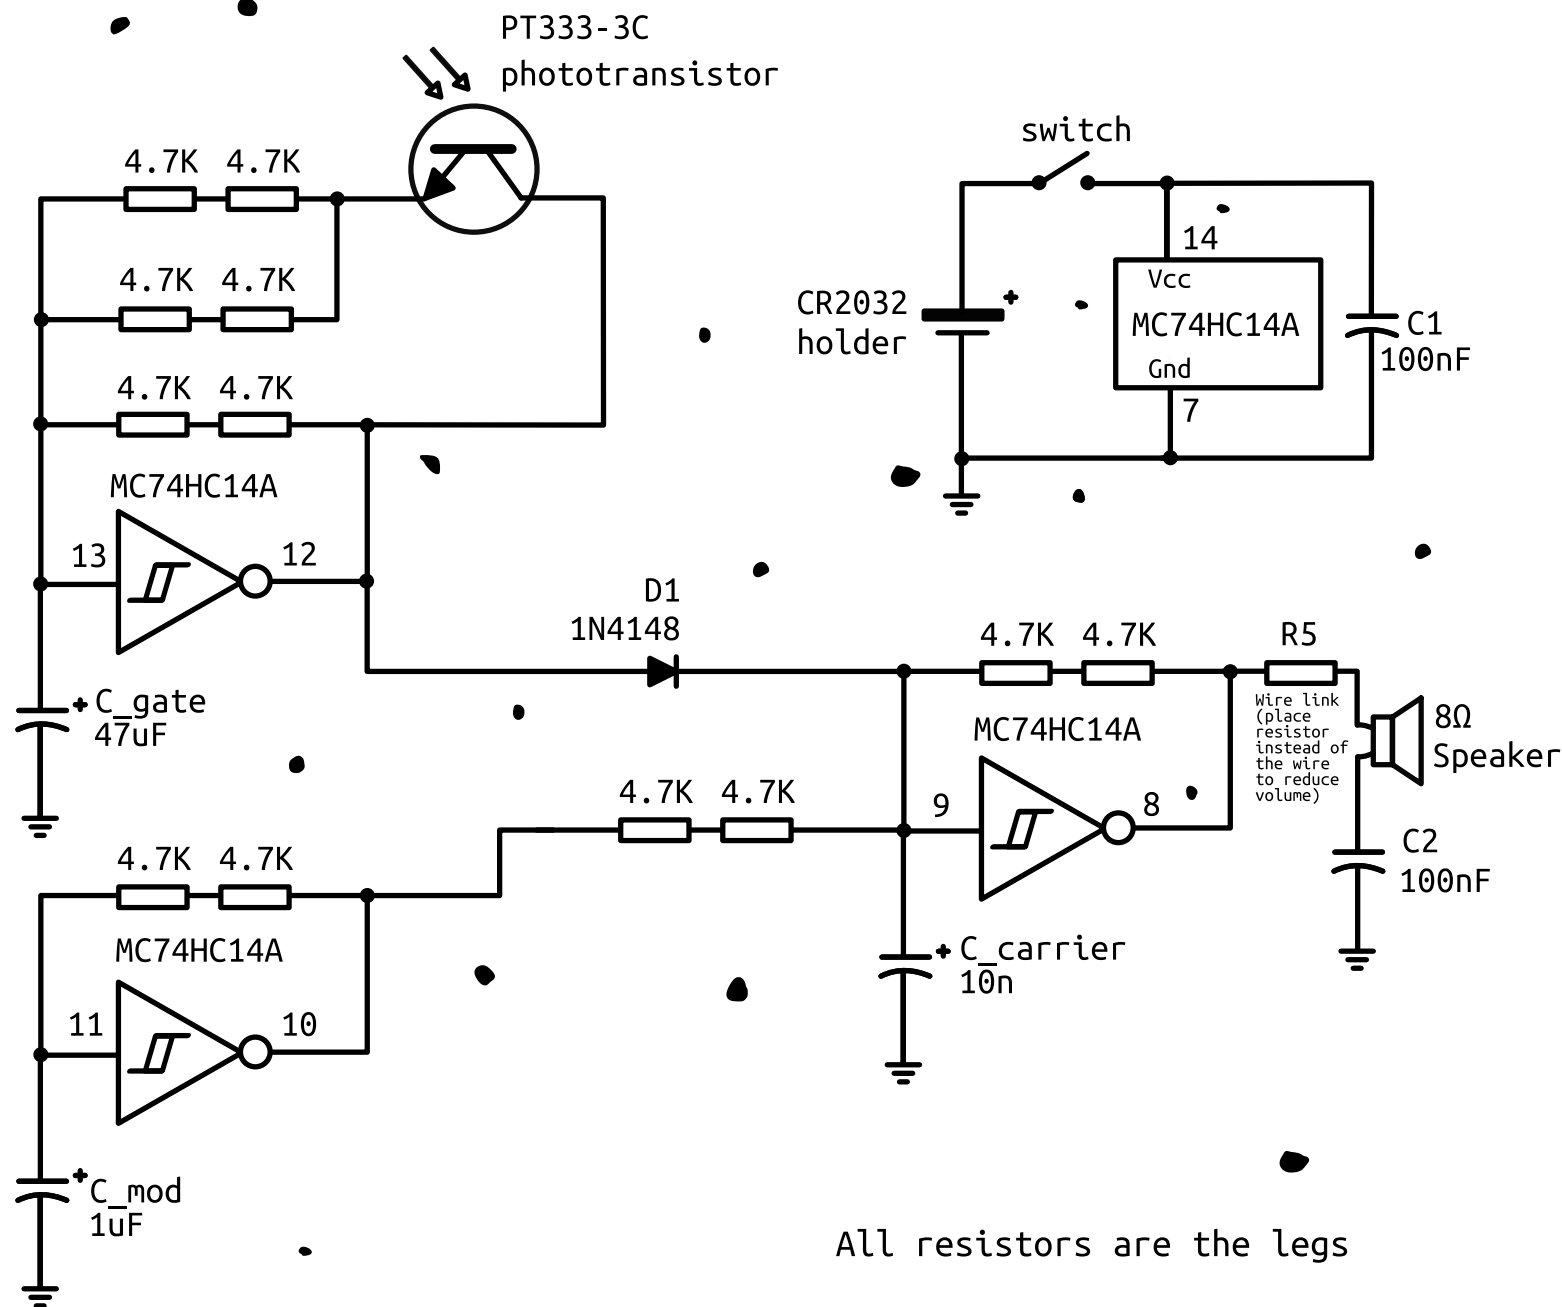 PT333-3C
phototransistor
4.7K 4.7K
4.7K 4.7K
4.7K 4.7K
MC74HC14A
13
12
+ C_gate
47uF
switch
14
Vcc
MC74HC14A
Gnd
7
CR2032 +
holder
C1
100nF
D1
1N4148
4.7K 4.7K
R5
Wire link
(place
resistor
instead of
the wire
to reduce
volume)
8Ω
Speaker
MC74HC14A
9
8
4.7K 4.7K
C2
100nF
+ C_carrier
10n
4.7K 4.7K
MC74HC14A
11
10
+ C_mod
1uF
All resistors are the legs